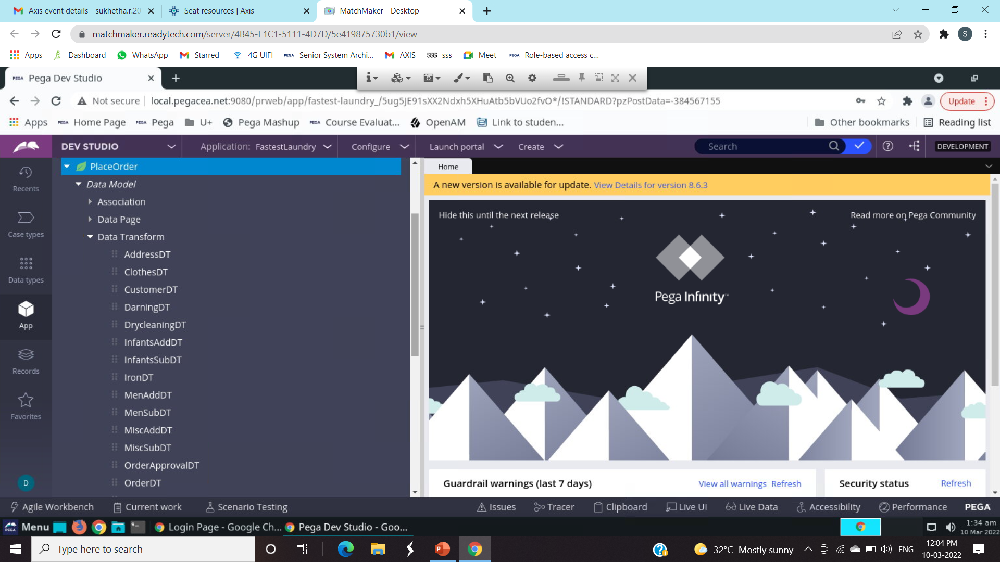 Axis event details - sukhetha.r.20
Seat resources | Axis
MatchMaker - Desktop
matchmaker.readytech.com/server/4B45-E1C1-5111-4D7D/5e419875730b1/view
S
Apps
Dashboard
WhatsApp
Starred
4G UIFI
PEGA Senior System Archi...
AXIS
sss
Meet
PEGA Role-based access c...
PEGA Pega Dev Studio
Not secure local.pegacea.net:9080/prweb/app/fastest-laundry_/5ug5JE91sXX2Ndxh5XHuAtb5bVUo2fvO*/!STANDARD?pzPostData=-384567155
Update
Apps
PEGA Home Page
PEGA Pega
U+
Pega Mashup
PEGA Course Evaluat...
OpenAM
Link to studen...
Other bookmarks
Reading list
DEV STUDIO
Application: FastestLaundry
Configure
Launch portal
Create
Search
DEVELOPMENT
Recents
Case types
Data types
App
Records
Favorites
D
PlaceOrder
Data Model
Association
Data Page
Data Transform
AddressDT
ClothesDT
CustomerDT
DarningDT
DrycleaningDT
InfantsAddDT
InfantsSubDT
IronDT
MenAddDT
MenSubDT
MiscAddDT
MiscSubDT
OrderApprovalDT
OrderDT
Home
A new version is available for update. View Details for version 8.6.3
Hide this until the next release
Read more on Pega Community
Pega Infinity™
Guardrail warnings (last 7 days)
View all warnings Refresh
Security status
Refresh
Agile Workbench
Current work
Scenario Testing
Issues
Tracer
Clipboard
Live UI
Live Data
Accessibility
Performance
PEGA
PEGA Menu
Login Page - Google Ch...
Pega Dev Studio - Goo...
1:34 am
10 Mar 2022
Type here to search
32°C Mostly sunny
ENG
12:04 PM
10-03-2022